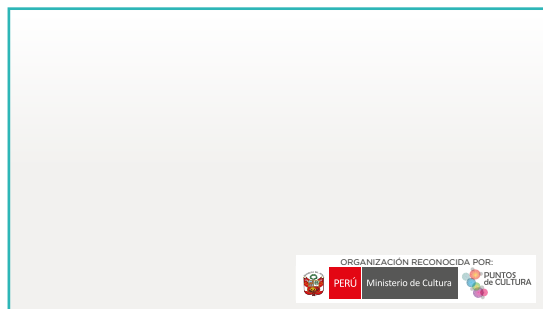 ORGANIZACIÓN RECONOCIDA POR:
PERÚ Ministerio de Cultura PUNTOS
de CULTURA